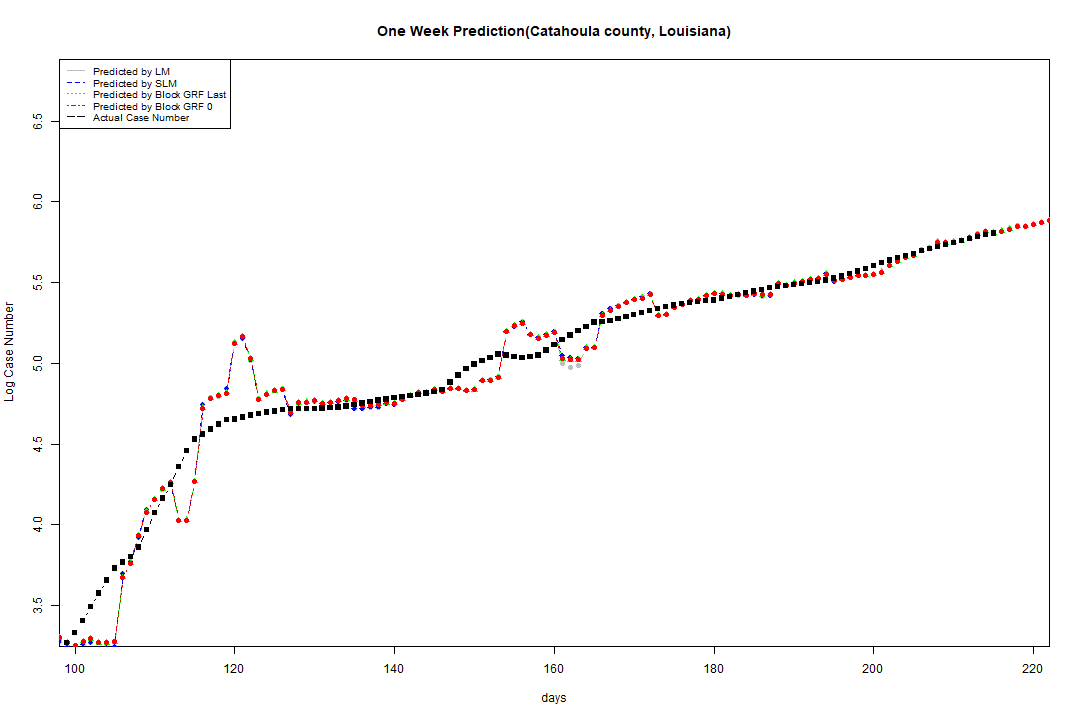 One Week Prediction(Catahoula county, Louisiana)
Predicted by LM
Predicted by SLM
Predicted by Block GRF Last
Predicted by Block GRF 0
Actual Case Number
Log Case Number
6.5
6.0
5.5
5.0
4.5
4.0
3.5
100 120 140 160 180 200 220
days